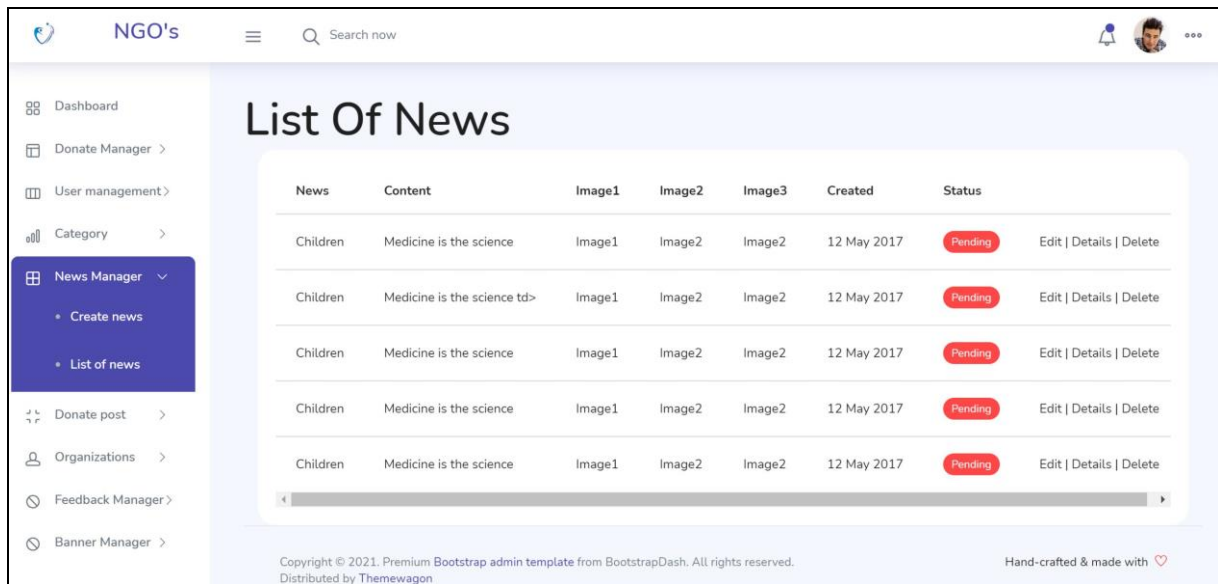 NGO's
Search now
Dashboard
Donate Manager
User management
Category
News Manager
Create news
List of news
Donate post
Organizations
Feedback Manager
Banner Manager
List Of News
News Content Image1 Image2 Image3 Created Status
Children Medicine is the science Image1 Image2 Image2 12 May 2017 Pending Edit | Details | Delete
Children Medicine is the science td> Image1 Image2 Image2 12 May 2017 Pending Edit | Details | Delete
Children Medicine is the science Image1 Image2 Image2 12 May 2017 Pending Edit | Details | Delete
Children Medicine is the science Image1 Image2 Image2 12 May 2017 Pending Edit | Details | Delete
Children Medicine is the science Image1 Image2 Image2 12 May 2017 Pending Edit | Details | Delete
Copyright © 2021. Premium Bootstrap admin template from BootstrapDash. All rights reserved.
Distributed by Themewagon
Hand-crafted & made with